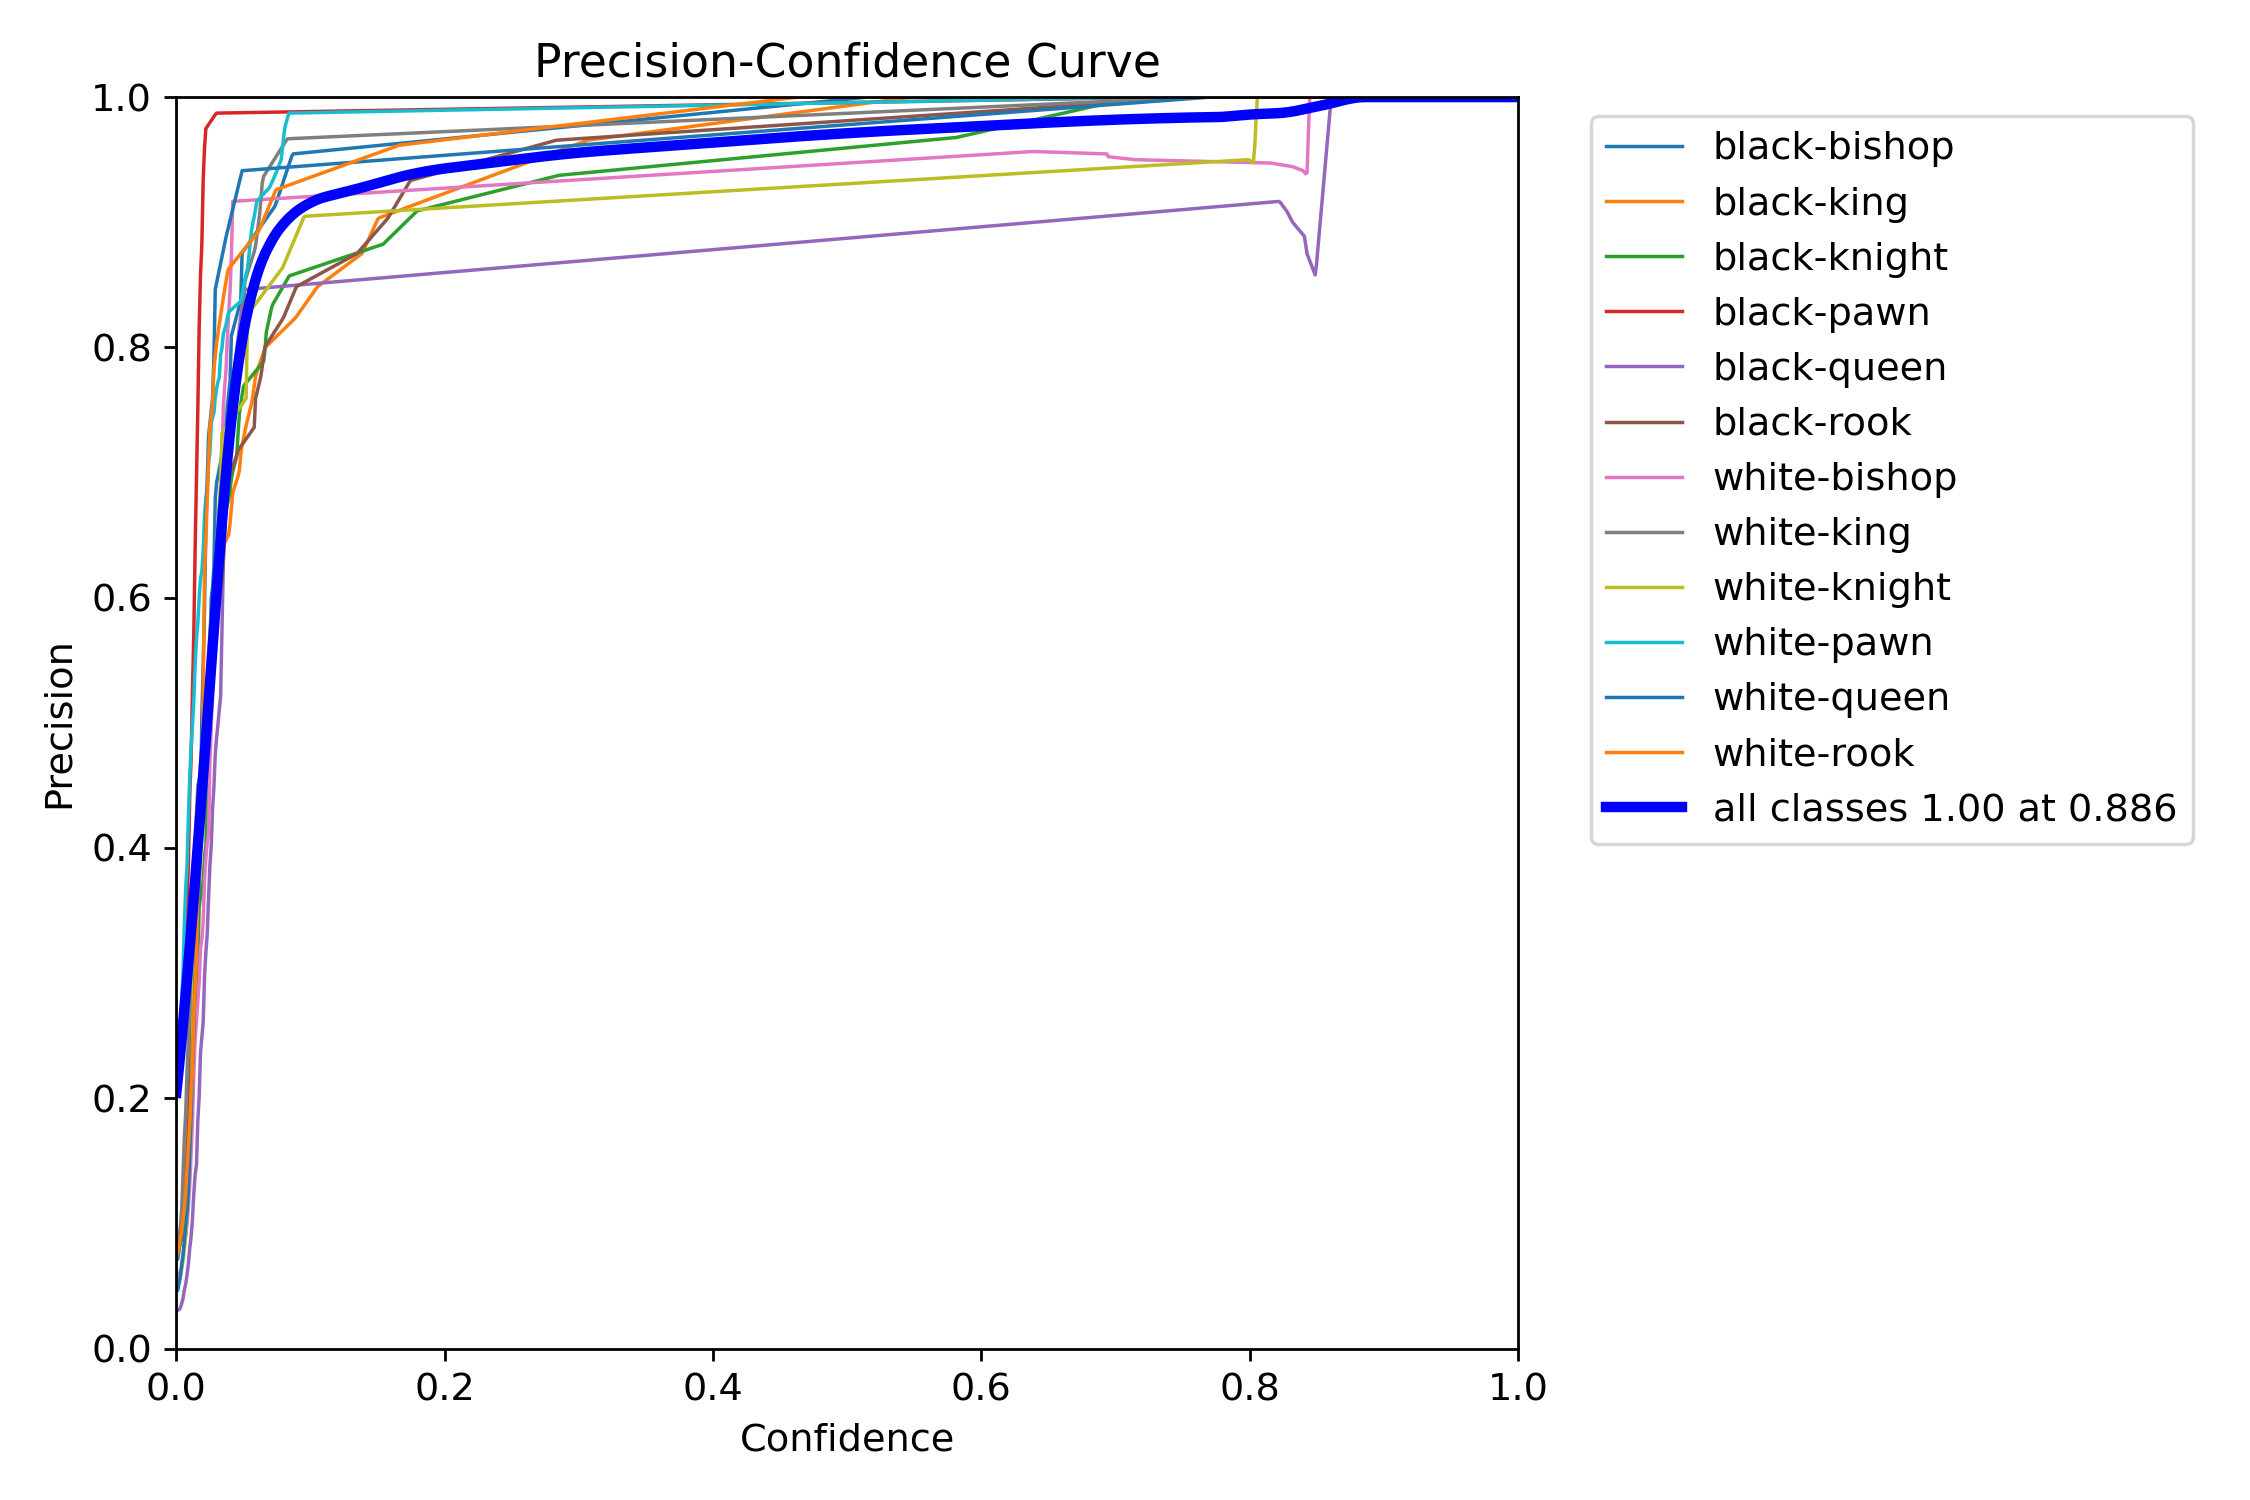 Precision-Confidence Curve
1.0
0.8
0.6
0.4
0.2
0.0
Precision
0.0 0.2 0.4 0.6 0.8 1.0
Confidence
black-bishop
black-king
black-knight
black-pawn
black-queen
black-rook
white-bishop
white-king
white-knight
white-pawn
white-queen
white-rook
all classes 1.00 at 0.886